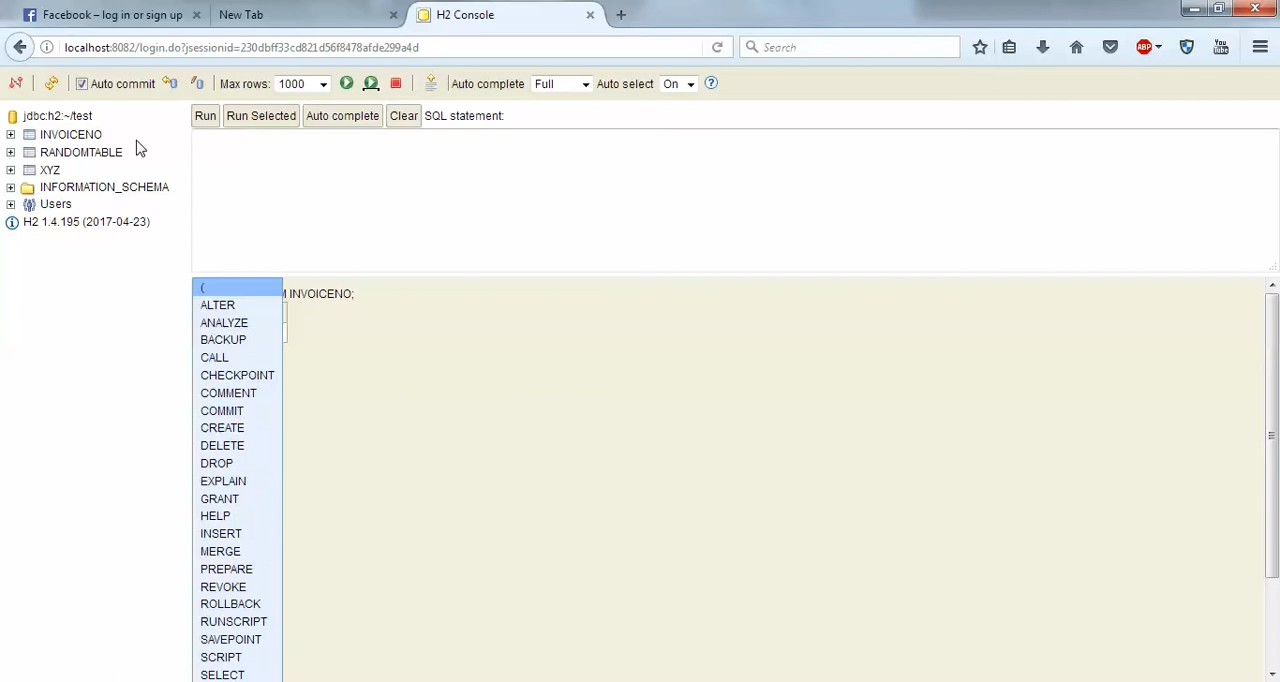 Facebook – log in or sign up
New Tab
H2 Console
localhost:8082/login.do?jsessionid=230dbff33cd821d56f8478afde299a4d
Search
ABP
You Tube
Auto commit
Max rows:
1000
Auto complete
Full
Auto select
On
jdbc:h2:~/test
INVOICENO
RANDOMTABLE
XYZ
INFORMATION_SCHEMA
Users
H2 1.4.195 (2017-04-23)
Run
Run Selected
Auto complete
Clear
SQL statement:
M INVOICENO;
(
ALTER
ANALYZE
BACKUP
CALL
CHECKPOINT
COMMENT
COMMIT
CREATE
DELETE
DROP
EXPLAIN
GRANT
HELP
INSERT
MERGE
PREPARE
REVOKE
ROLLBACK
RUNSCRIPT
SAVEPOINT
SCRIPT
SELECT